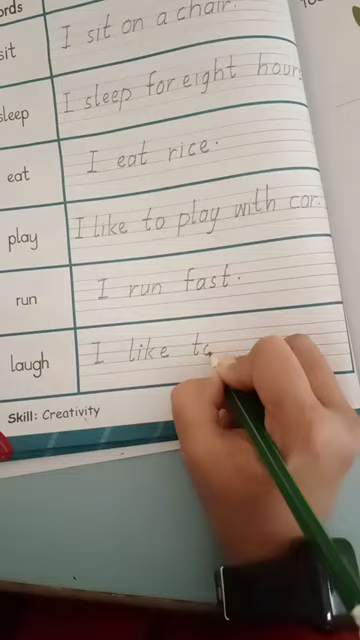 ords
sit I sit on a chair.
sleep I sleep for eight hours
eat I eat rice.
play I like to play with car.
run I run fast.
laugh I like to
Skill: Creativity